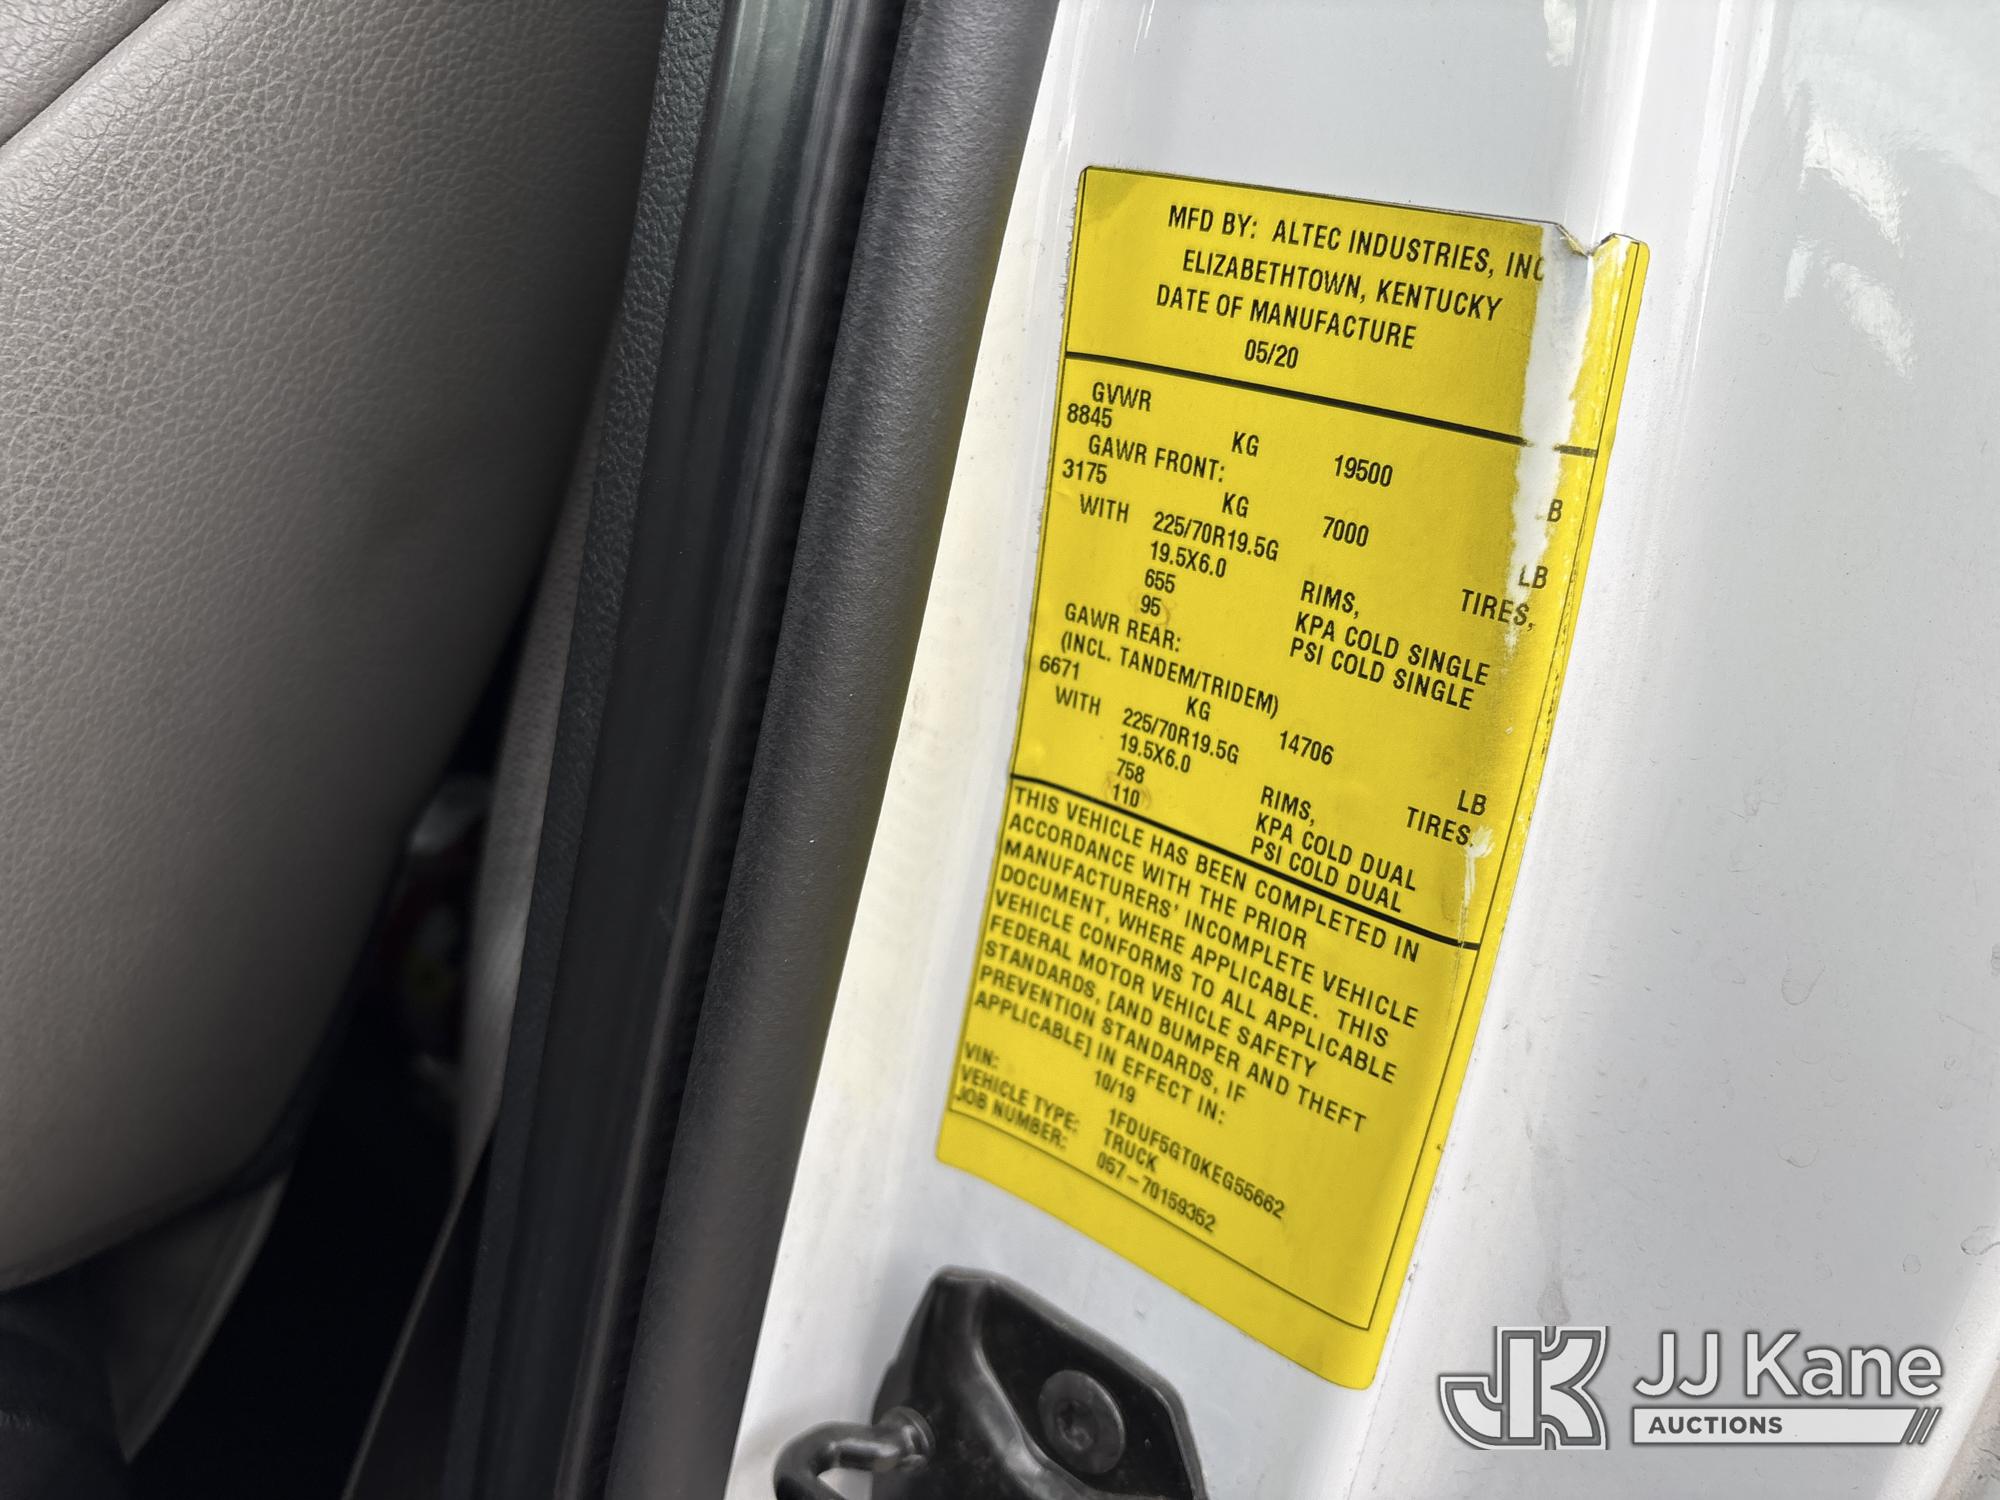 MFD BY: ALTEC INDUSTRIES, INC
ELIZABETHTOWN, KENTUCKY
DATE OF MANUFACTURE
05/20
GVWR
8845 KG 19500 B
GAWR FRONT:
3175 KG 7000 LB
WITH 225/70R19.5G TIRES,
19.5X6.0 RIMS,
655 KPA COLD SINGLE
95 PSI COLD SINGLE
GAWR REAR:
(INCL. TANDEM/TRIDEM)
6671 KG 14706 LB
WITH 225/70R19.5G TIRES.
19.5X6.0 RIMS,
758 KPA COLD DUAL
110 PSI COLD DUAL
THIS VEHICLE HAS BEEN COMPLETED IN
ACCORDANCE WITH THE PRIOR
MANUFACTURERS' INCOMPLETE VEHICLE
DOCUMENT, WHERE APPLICABLE. THIS
VEHICLE CONFORMS TO ALL APPLICABLE
FEDERAL MOTOR VEHICLE SAFETY
STANDARDS, [AND BUMPER AND THEFT
PREVENTION STANDARDS, IF
APPLICABLE] IN EFFECT IN:
10/19
VIN: 1FDUF5GT0KEG55662
VEHICLE TYPE: TRUCK
JOB NUMBER: 067-70159352
JK JJ Kane
AUCTIONS